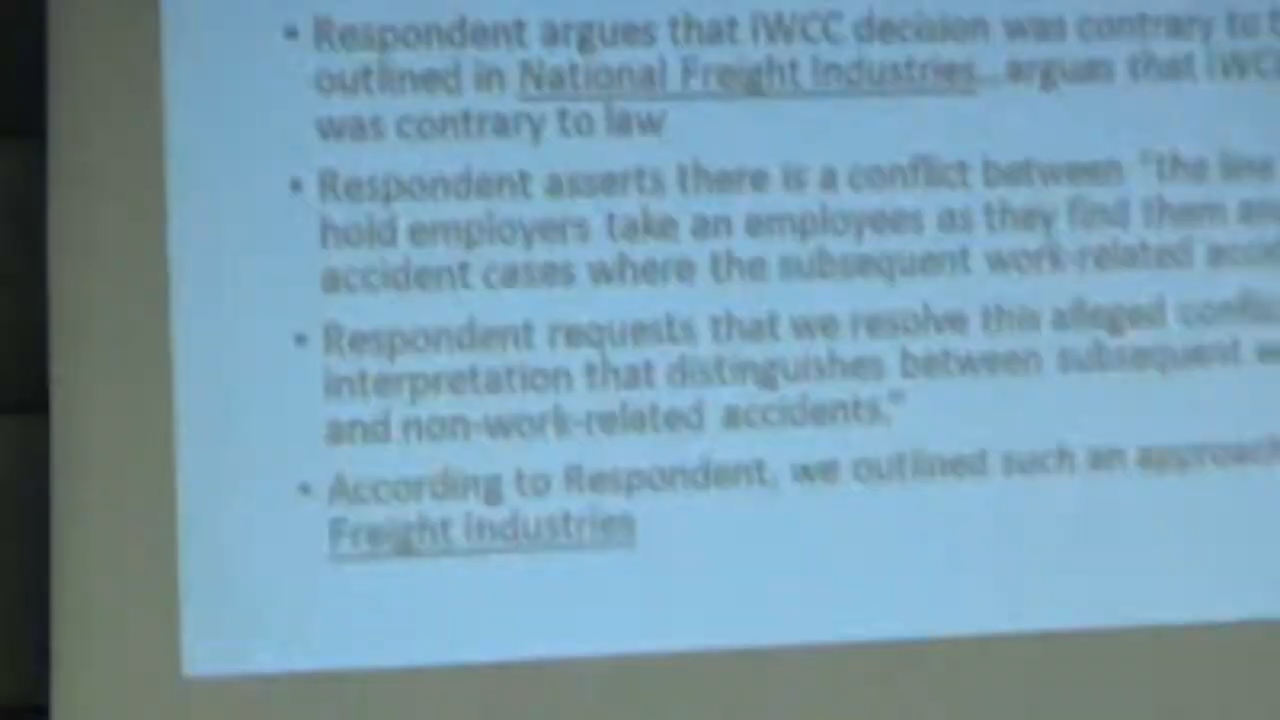 • Respondent argues that IWCC decision was contrary to
outlined in National Freight Industries argues that IWCC
was contrary to law
• Respondent asserts there is a conflict between "the line
hold employers take an employees as they find them
accident cases where the subsequent work-related
• Respondent requests that we resolve this alleged
interpretation that distinguishes between subsequent
and non-work-related accidents."
• According to Respondent, we outlined such an approach
Freight Industries